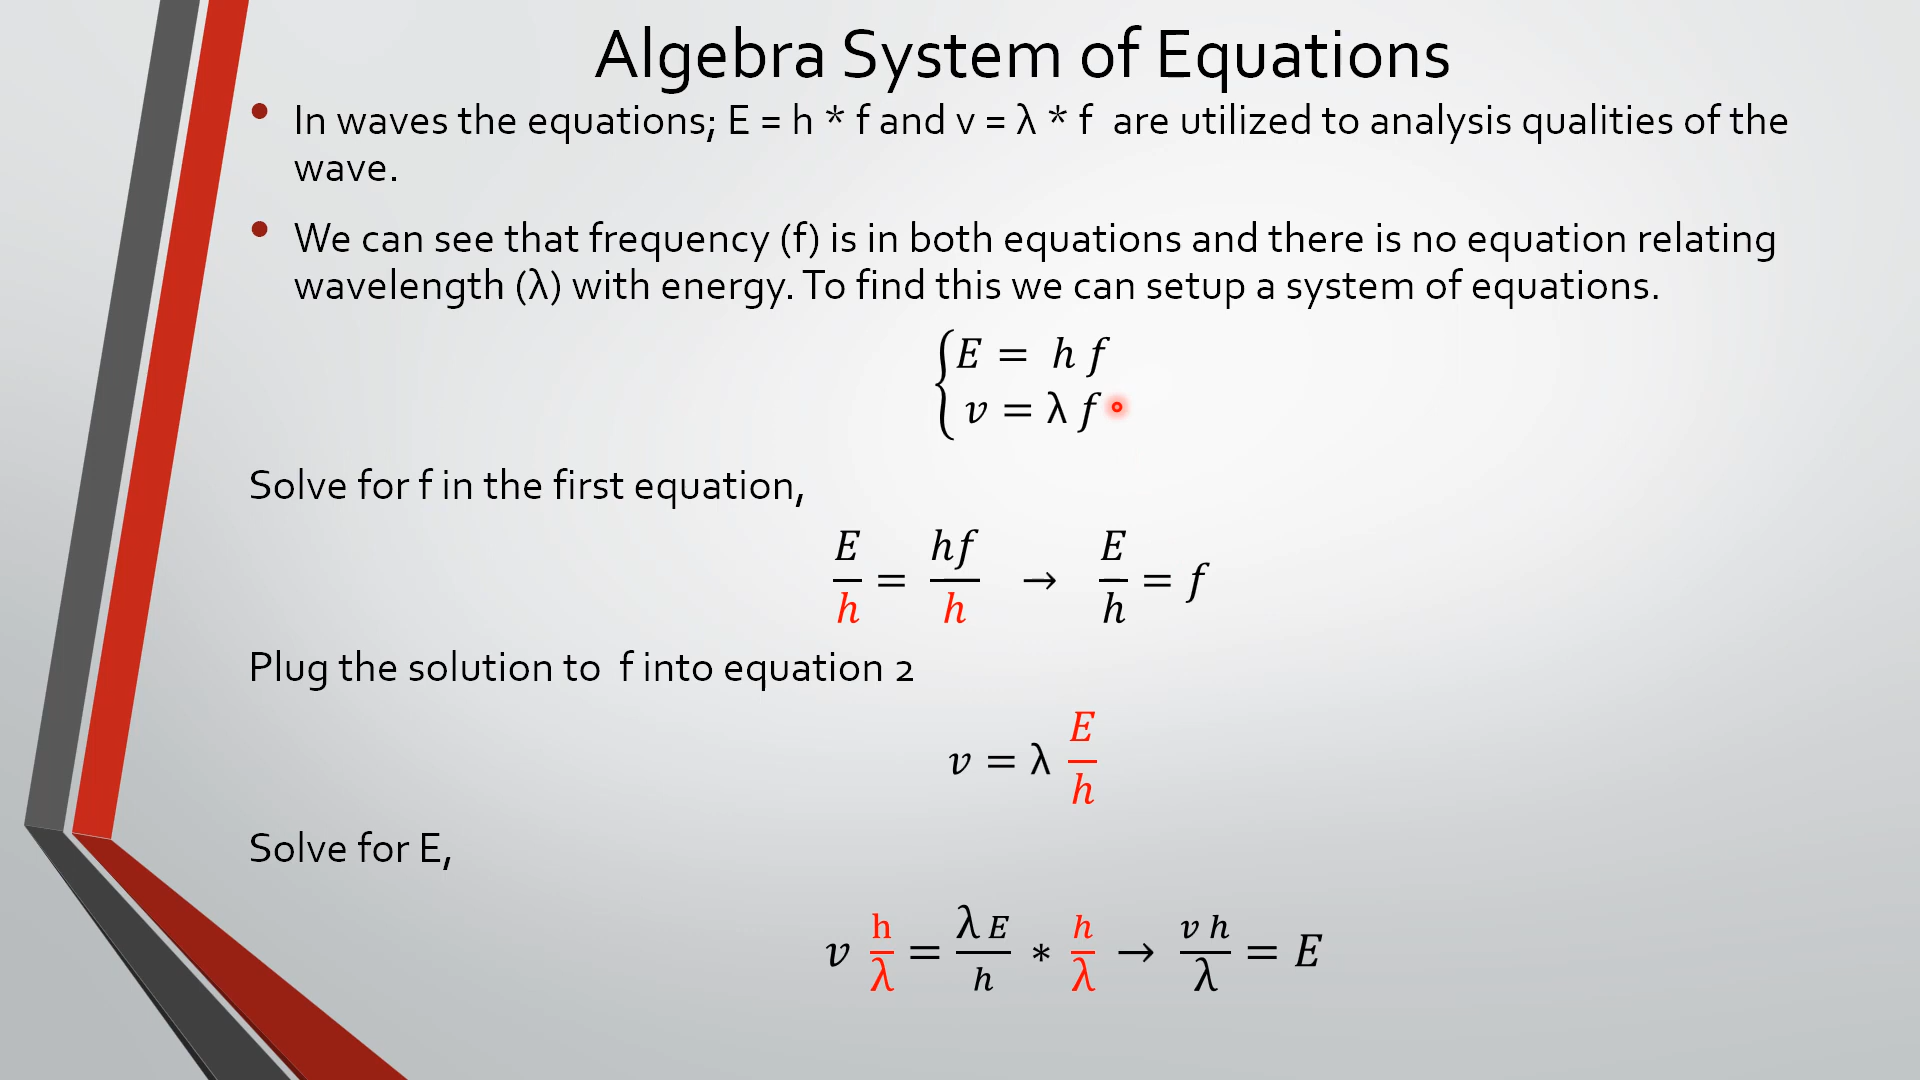 Algebra System of Equations
• In waves the equations; E = h * f and v = λ * f are utilized to analysis qualities of the
wave.
• We can see that frequency (f) is in both equations and there is no equation relating
wavelength (λ) with energy. To find this we can setup a system of equations.
{E = h f
v = λ f
Solve for f in the first equation,
E/h = hf/h → E/h = f
Plug the solution to f into equation 2
v = λ E/h
Solve for E,
v h/λ = λ E/h * h/λ → v h/λ = E